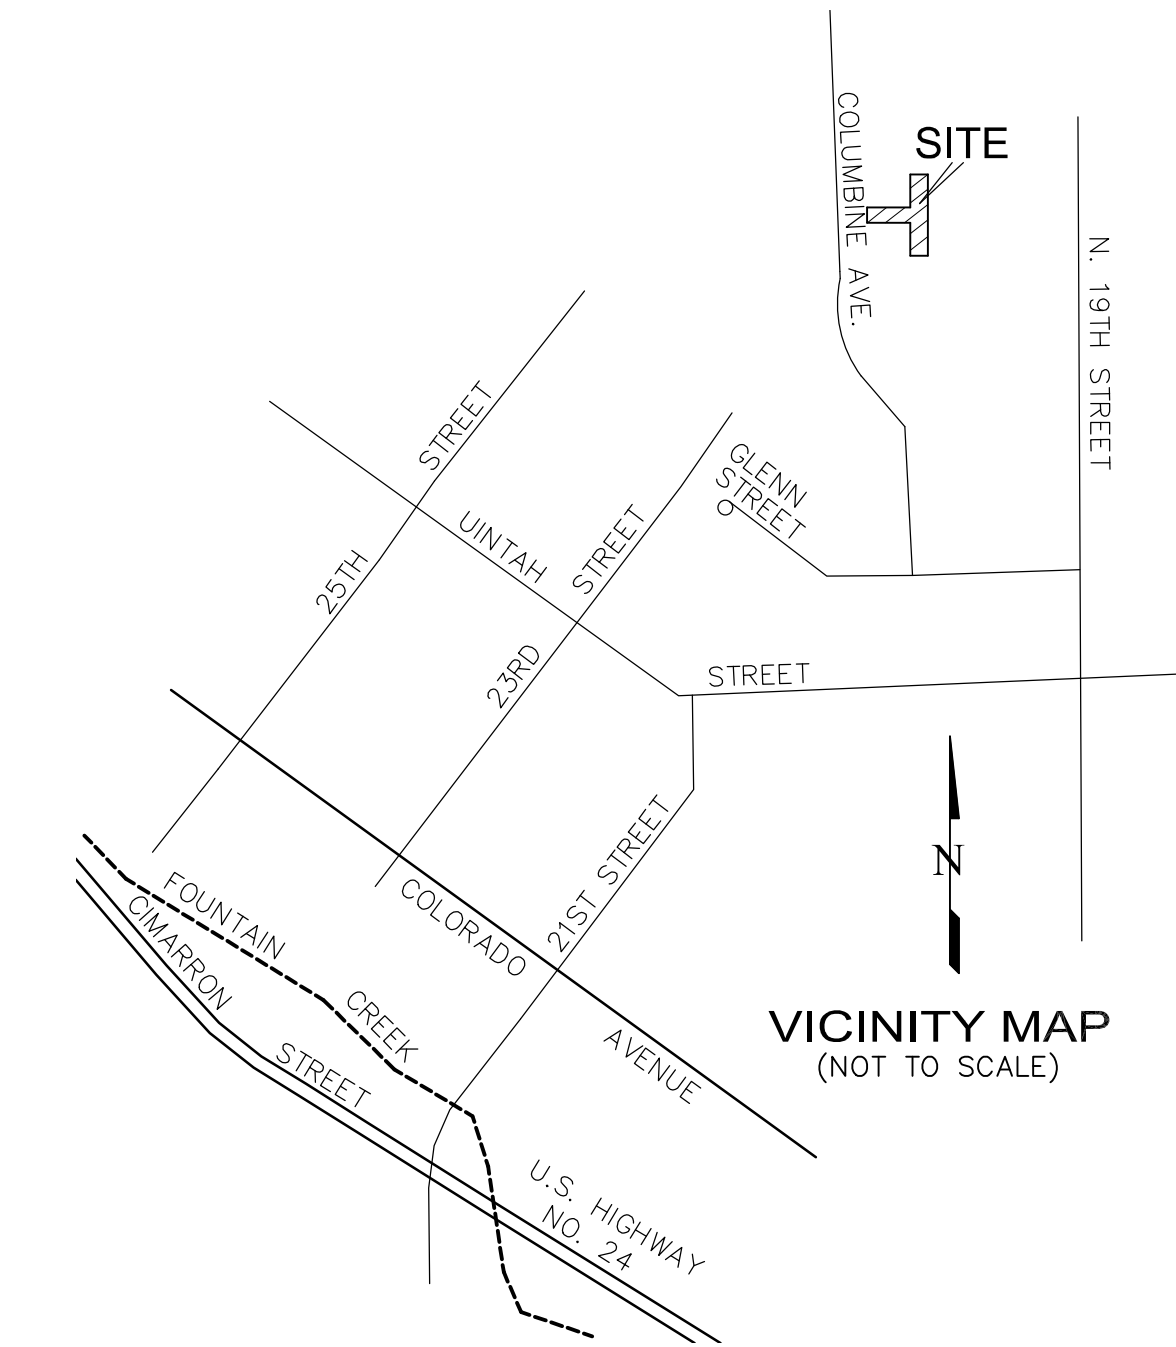 COLUMBINE AVE.
SITE
N. 19TH STREET
25TH STREET
UINTAH STREET
23RD STREET
GLENN
STREET
21ST STREET
N
FOUNTAIN CREEK
CIMARRON STREET
COLORADO AVENUE
VICINITY MAP
(NOT TO SCALE)
U.S. HIGHWAY
NO. 24